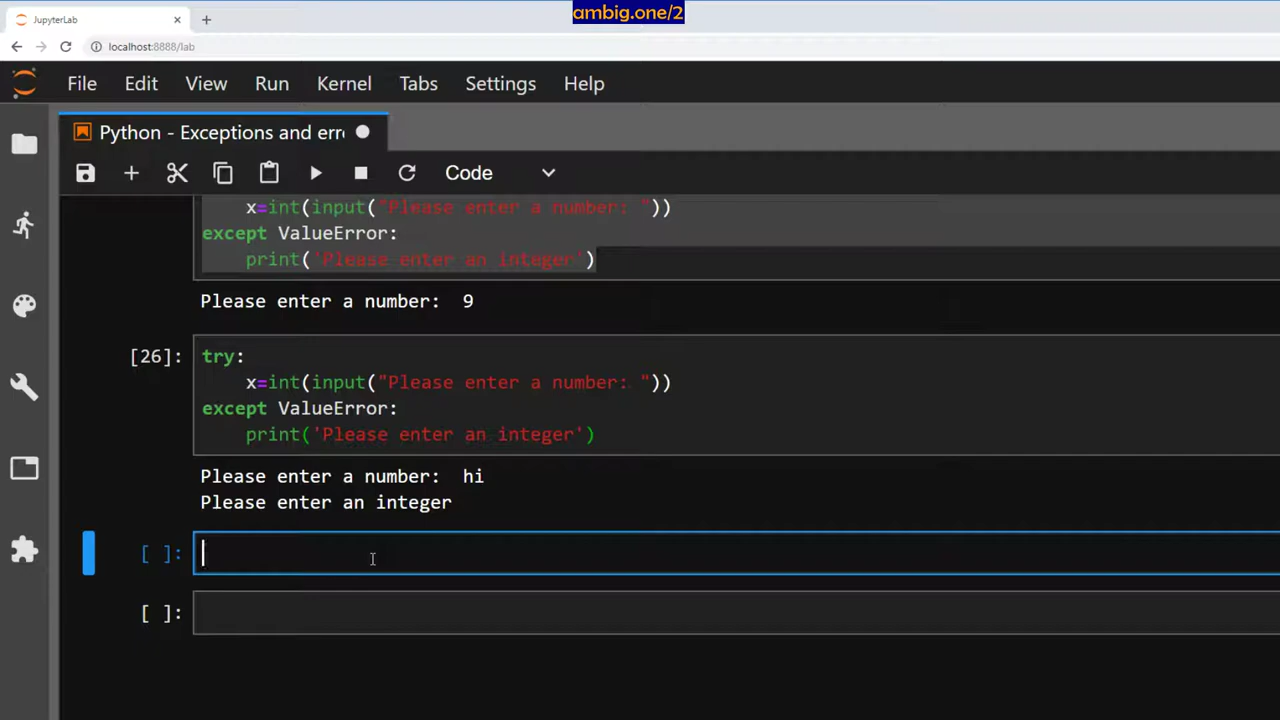 ambig.one/2
JupyterLab
localhost:8888/lab
File Edit View Run Kernel Tabs Settings Help
Python - Exceptions and erro
Code
x=int(input("Please enter a number: "))
except ValueError:
print('Please enter an integer')
Please enter a number: 9
[26]: try:
x=int(input("Please enter a number: "))
except ValueError:
print('Please enter an integer')
Please enter a number: hi
Please enter an integer
[ ]:
[ ]: